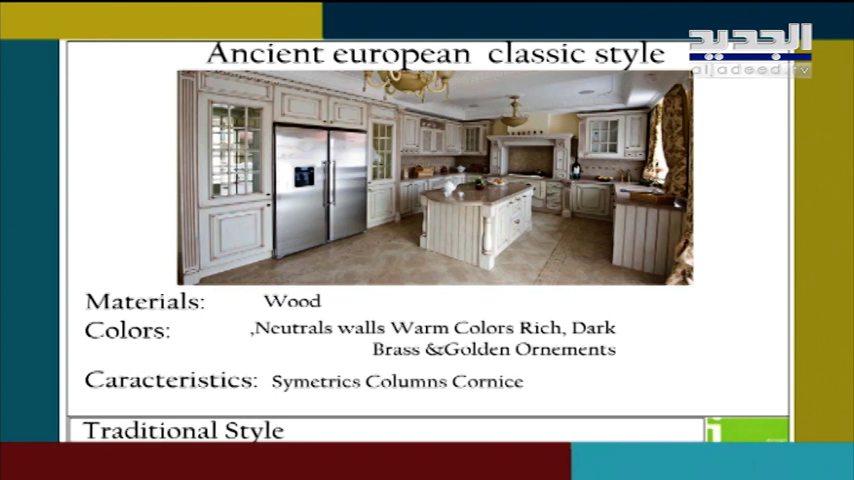 Ancient european classic style
الجديد
aljadeed.tv
Materials: Wood
Colors: ,Neutrals walls Warm Colors Rich, Dark
Brass &Golden Ornements
Caracteristics: Symetrics Columns Cornice
Traditional Style